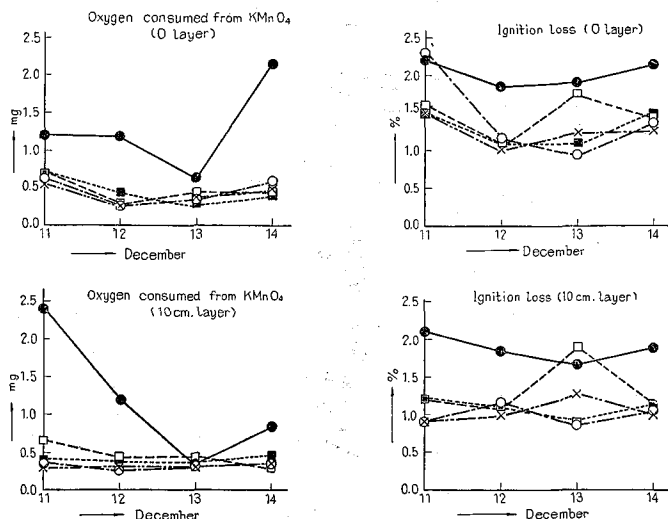 Oxygen consumed from KMnO4
(0 layer)
2.5
2.0
1.5
mg
1.0
0.5
0.0
11 12 13 14
December
Ignition loss (0 layer)
2.5
2.0
1.5
%
1.0
0.5
0.0
11 12 13 14
December
Oxygen consumed from KMnO4
(10 cm. layer)
2.5
2.0
1.5
mg
1.0
0.5
0.0
11 12 13 14
December
Ignition loss (10 cm. layer)
2.5
2.0
%
1.5
1.0
0.5
0.0
11 12 13 14
December